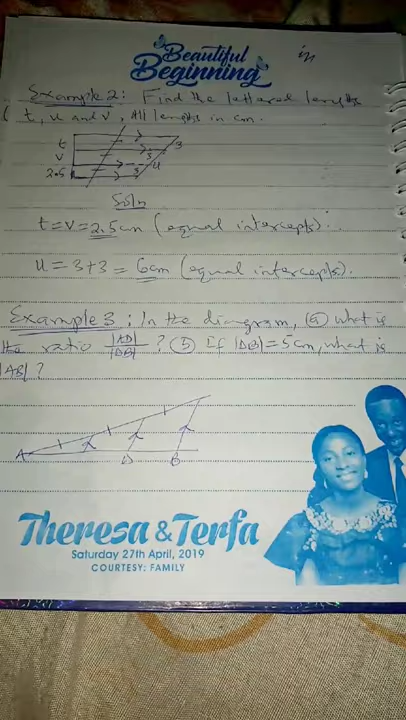 Beautiful
Beginning
in
Example 2: Find the lettered lengths
t, u and v, All lengths in cm.
t
v
2.5
3
3
u
3
Soln
t=v=2.5cm (equal intercepts).
u=3+3=6cm (equal intercepts).
Example 3: In the diagram, (a) what is
the ratio |AD|/|DB|? (b) If |DB|=5cm, what is
|AB|?
A
D
B
Theresa & Terfa
Saturday 27th April, 2019
COURTESY: FAMILY